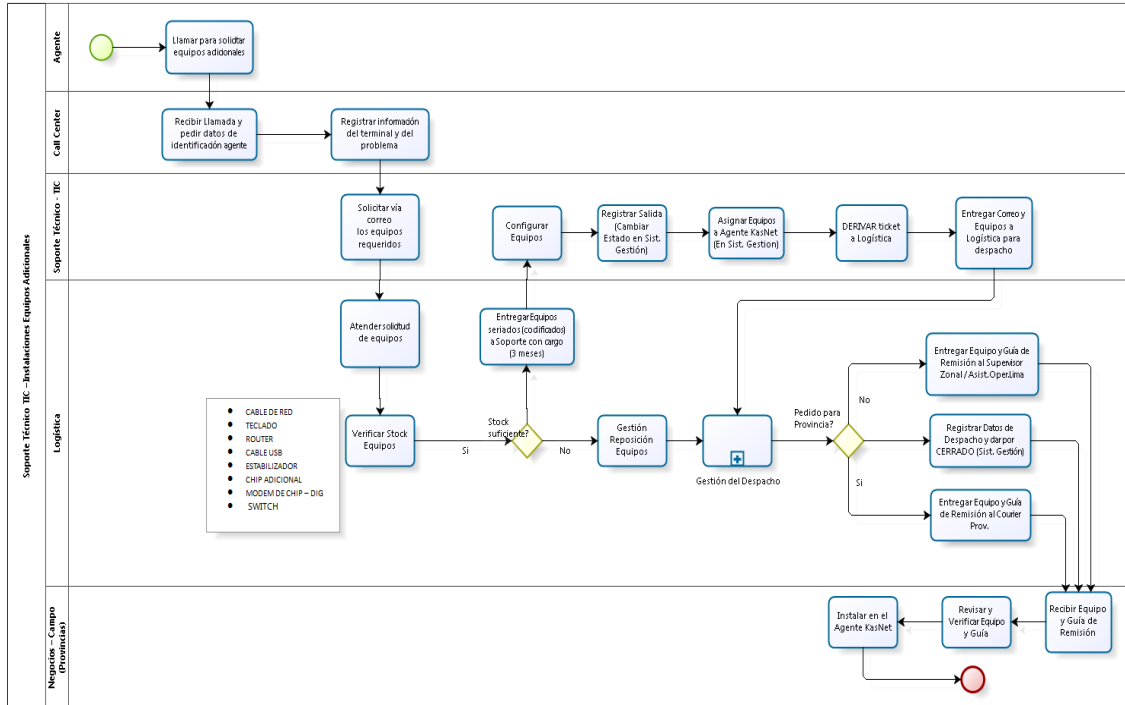 Soporte Técnico TIC – Instalaciones Equipos Adicionales
Agente
Llamar para solicitar
equipos adicionales
Call Center
Recibir Llamada y
pedir datos de
identificación agente
Registrar información
del terminal y del
problema
Soporte Técnico - TIC
Solicitar vía
correo
los equipos
requeridos
Configurar
Equipos
Registrar Salida
(Cambiar
Estado en Sist.
Gestión)
Asignar Equipos
a Agente KasNet
(En Sist. Gestion)
DERIVAR ticket
a Logística
Entregar Correo y
Equipos a
Logística para
despacho
Logística
Atender solicitud
de equipos
Entregar Equipos
seriados (codificados)
a Soporte con cargo
(3 meses)
CABLE DE RED
TECLADO
ROUTER
CABLE USB
ESTABILIZADOR
CHIP ADICIONAL
MODEM DE CHIP – DIG
SWITCH
Verificar Stock
Equipos
Si
Stock
suficiente?
No
Gestión
Reposición
Equipos
Gestión del Despacho
Pedido para
Provincia?
No
Si
Entregar Equipo y Guía de
Remisión al Supervisor
Zonal / Asist.Oper.Lima
Registrar Datos de
Despacho y dar por
CERRADO (Sist. Gestión)
Entregar Equipo y Guía
de Remisión al Courier
Prov.
Negocios – Campo
(Provincias)
Instalar en el
Agente KasNet
Revisar y
Verificar Equipo
y Guía
Recibir Equipo
y Guía de
Remisión